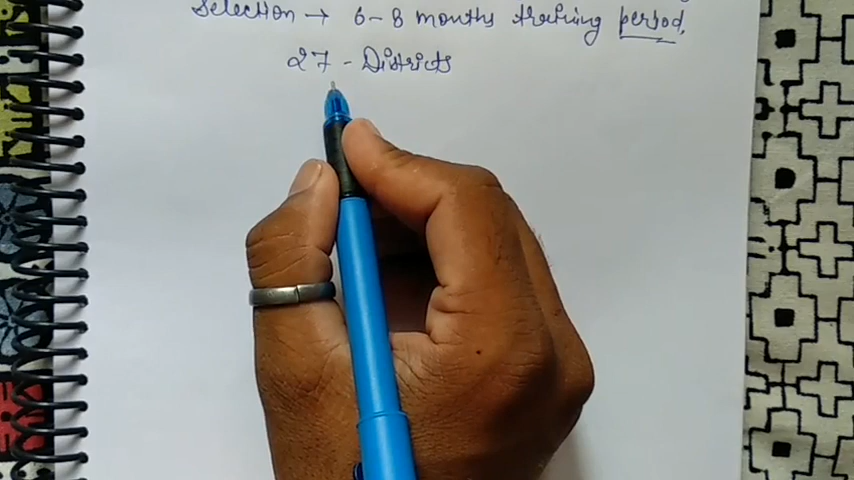 Selection → 6-8 months training period.
27 - Districts